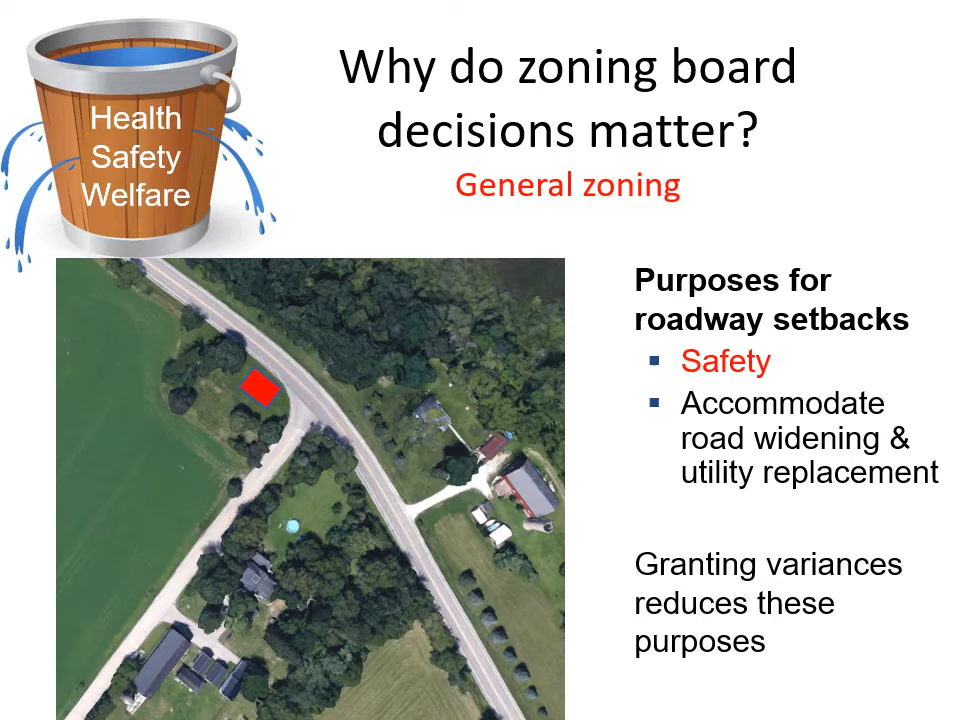 Health
Safety
Welfare
Why do zoning board
decisions matter?
General zoning
Purposes for
roadway setbacks
▪ Safety
▪ Accommodate
road widening &
utility replacement
Granting variances
reduces these
purposes